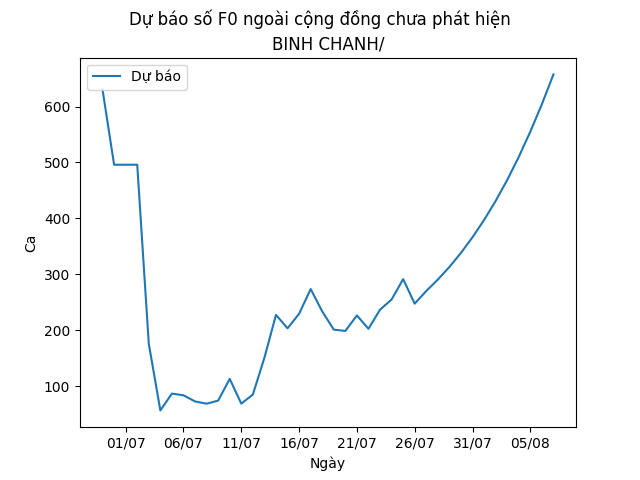 Dự báo số F0 ngoài cộng đồng chưa phát hiện
BINH CHANH/
Dự báo
600
500
400
300
200
100
Ca
01/07 06/07 11/07 16/07 21/07 26/07 31/07 05/08
Ngày